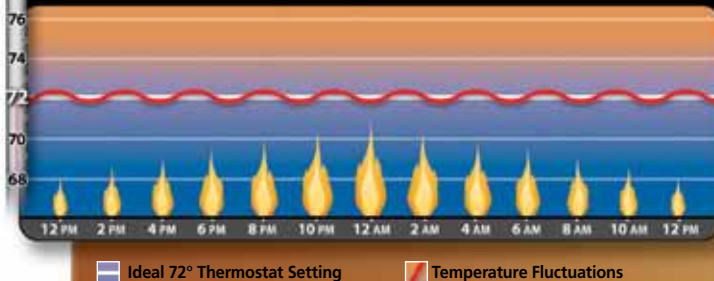 76
74
72
70
68
12 PM 2 PM 4 PM 6 PM 8 PM 10 PM 12 AM 2 AM 4 AM 6 AM 8 AM 10 AM 12 PM
Ideal 72° Thermostat Setting Temperature Fluctuations